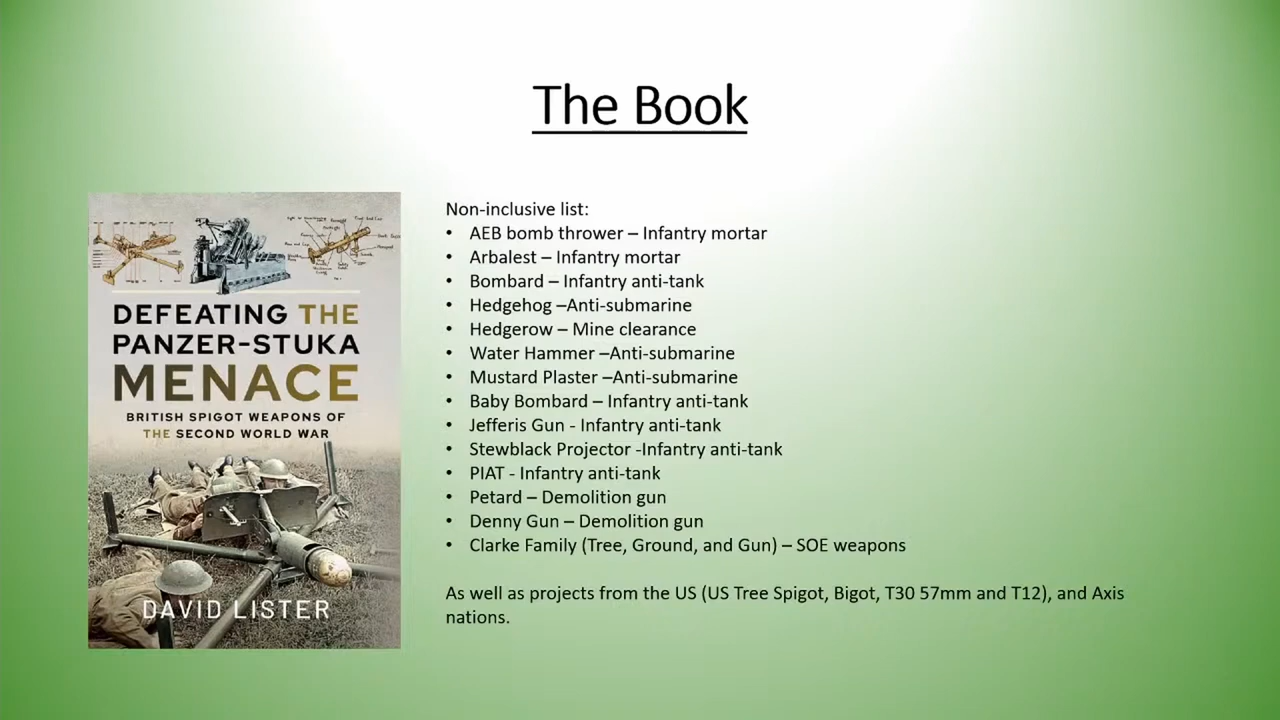 The Book
DEFEATING THE
PANZER-STUKA
MENACE
BRITISH SPIGOT WEAPONS OF
THE SECOND WORLD WAR
DAVID LISTER
Non-inclusive list:
• AEB bomb thrower – Infantry mortar
• Arbalest – Infantry mortar
• Bombard – Infantry anti-tank
• Hedgehog –Anti-submarine
• Hedgerow – Mine clearance
• Water Hammer –Anti-submarine
• Mustard Plaster –Anti-submarine
• Baby Bombard – Infantry anti-tank
• Jefferis Gun - Infantry anti-tank
• Stewblack Projector -Infantry anti-tank
• PIAT - Infantry anti-tank
• Petard – Demolition gun
• Denny Gun – Demolition gun
• Clarke Family (Tree, Ground, and Gun) – SOE weapons
As well as projects from the US (US Tree Spigot, Bigot, T30 57mm and T12), and Axis
nations.